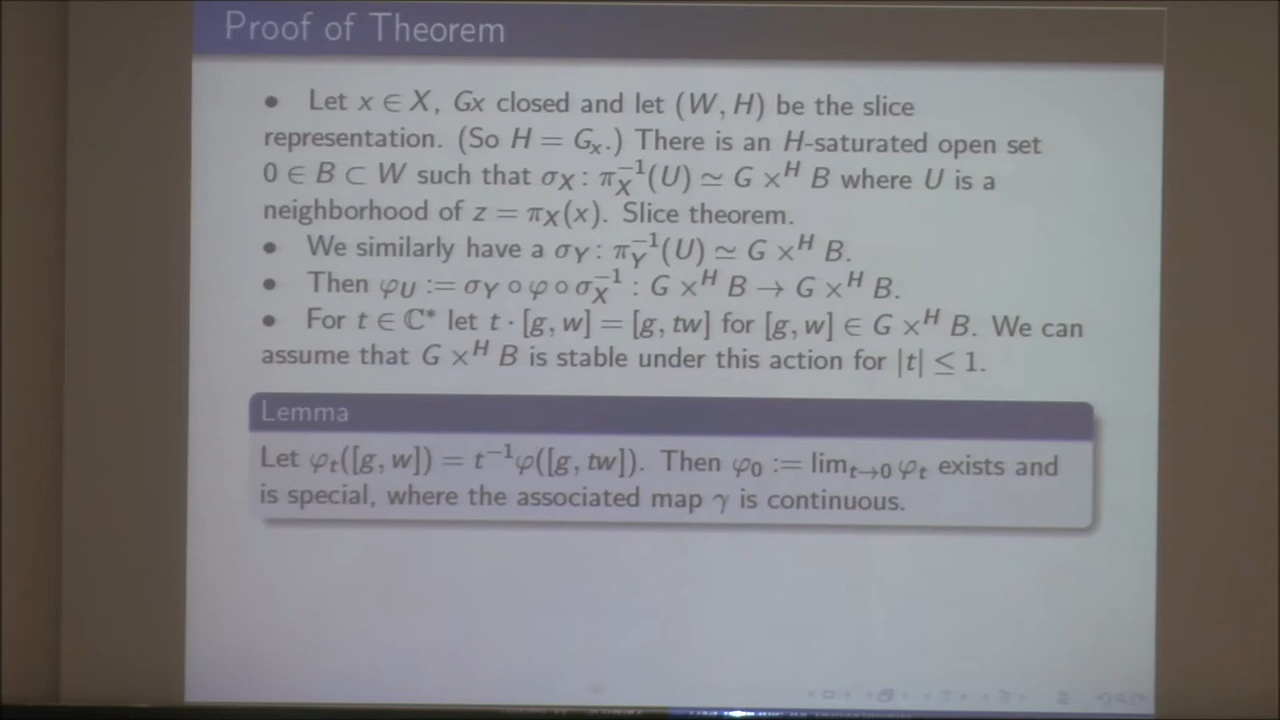 Proof of Theorem
• Let x ∈ X, Gx closed and let (W, H) be the slice
representation. (So H = Gₓ.) There is an H-saturated open set
0 ∈ B ⊂ W such that σ_X : π_X^{-1}(U) ≃ G ×^H B where U is a
neighborhood of z = π_X(x). Slice theorem.
• We similarly have a σ_Y : π_Y^{-1}(U) ≃ G ×^H B.
• Then φ_U := σ_Y ∘ φ ∘ σ_X^{-1} : G ×^H B → G ×^H B.
• For t ∈ ℂ* let t · [g, w] = [g, tw] for [g, w] ∈ G ×^H B. We can
assume that G ×^H B is stable under this action for |t| ≤ 1.
Lemma
Let φ_t([g, w]) = t^{-1}φ([g, tw]). Then φ_0 := lim_{t→0} φ_t exists and
is special, where the associated map γ is continuous.